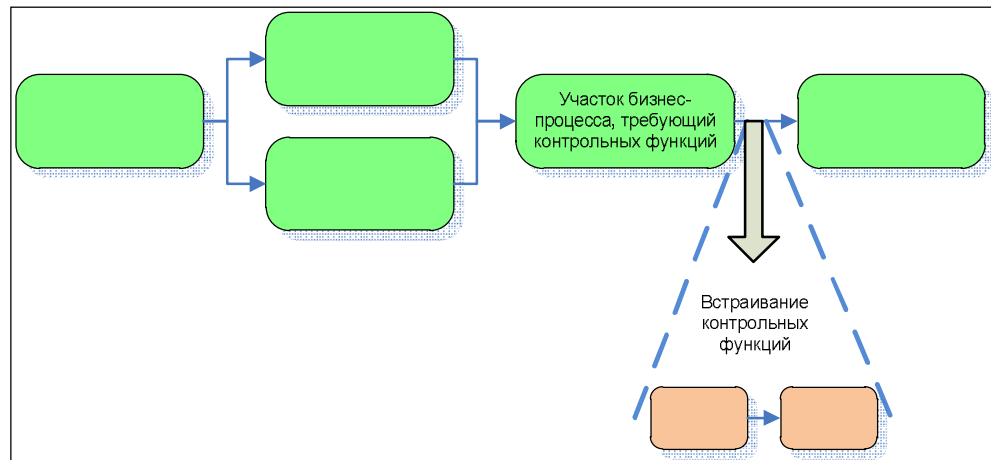 Участок бизнес-
процесса, требующий
контрольных функций
Встраивание
контрольных
функций